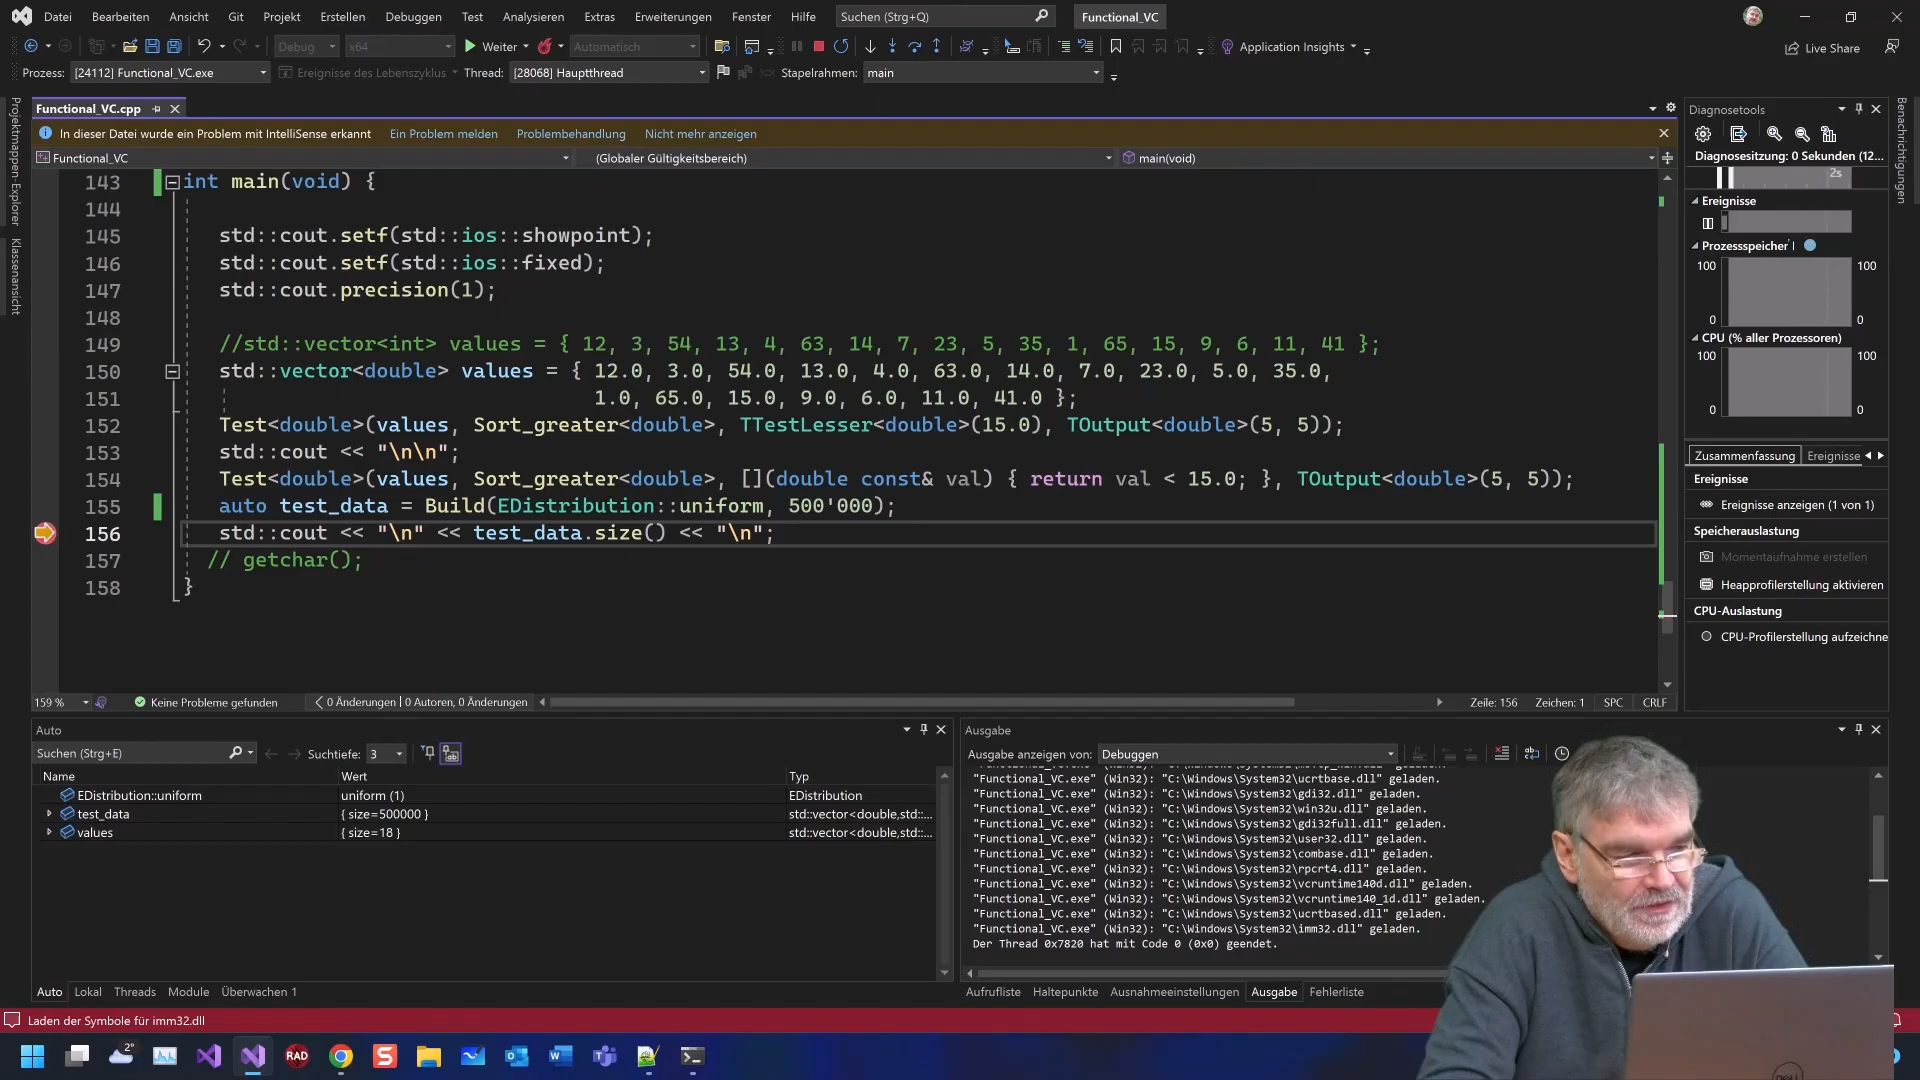 Datei Bearbeiten Ansicht Git Projekt Erstellen Debuggen Test Analysieren Extras Erweiterungen Fenster Hilfe Suchen (Strg+Q) Functional_VC
Debug x64 Weiter Automatisch Application Insights Live Share
Prozess: [24112] Functional_VC.exe Ereignisse des Lebenszyklus Thread: [28068] Hauptthread Stapelrahmen: main
Projektmappen-Explorer
Klassenansicht
Functional_VC.cpp
In dieser Datei wurde ein Problem mit IntelliSense erkannt Ein Problem melden Problembehandlung Nicht mehr anzeigen
Functional_VC (Globaler Gültigkeitsbereich) main(void)
143 int main(void) {
144
145 std::cout.setf(std::ios::showpoint);
146 std::cout.setf(std::ios::fixed);
147 std::cout.precision(1);
148
149 //std::vector<int> values = { 12, 3, 54, 13, 4, 63, 14, 7, 23, 5, 35, 1, 65, 15, 9, 6, 11, 41 };
150 std::vector<double> values = { 12.0, 3.0, 54.0, 13.0, 4.0, 63.0, 14.0, 7.0, 23.0, 5.0, 35.0,
151 1.0, 65.0, 15.0, 9.0, 6.0, 11.0, 41.0 };
152 Test<double>(values, Sort_greater<double>, TTestLesser<double>(15.0), TOutput<double>(5, 5));
153 std::cout << "\n\n";
154 Test<double>(values, Sort_greater<double>, [](double const& val) { return val < 15.0; }, TOutput<double>(5, 5));
155 auto test_data = Build(EDistribution::uniform, 500'000);
156 std::cout << "\n" << test_data.size() << "\n";
157 // getchar();
158 }
159 % Keine Probleme gefunden 0 Änderungen | 0 Autoren, 0 Änderungen Zeile: 156 Zeichen: 1 SPC CRLF
Diagnosetools
Diagnosesitzung: 0 Sekunden (12...
2s
Ereignisse
Prozessspeicher
100 100
0 0
CPU (% aller Prozessoren)
100 100
0 0
Zusammenfassung Ereignisse
Ereignisse
Ereignisse anzeigen (1 von 1)
Speicherauslastung
Momentaufnahme erstellen
Heapprofilerstellung aktivieren
CPU-Auslastung
CPU-Profilerstellung aufzeichne
Benachrichtigungen
Auto
Suchen (Strg+E) Suchtiefe: 3
Name Wert Typ
EDistribution::uniform uniform (1) EDistribution
test_data { size=500000 } std::vector<double,std::...
values { size=18 } std::vector<double,std::...
Auto Lokal Threads Module Überwachen 1
Ausgabe
Ausgabe anzeigen von: Debuggen
"Functional_VC.exe" (Win32): "C:\Windows\System32\ucrtbase.dll" geladen.
"Functional_VC.exe" (Win32): "C:\Windows\System32\gdi32.dll" geladen.
"Functional_VC.exe" (Win32): "C:\Windows\System32\win32u.dll" geladen.
"Functional_VC.exe" (Win32): "C:\Windows\System32\gdi32full.dll" geladen.
"Functional_VC.exe" (Win32): "C:\Windows\System32\user32.dll" geladen.
"Functional_VC.exe" (Win32): "C:\Windows\System32\combase.dll" geladen.
"Functional_VC.exe" (Win32): "C:\Windows\System32\rpcrt4.dll" geladen.
"Functional_VC.exe" (Win32): "C:\Windows\System32\vcruntime140d.dll" geladen.
"Functional_VC.exe" (Win32): "C:\Windows\System32\vcruntime140_1d.dll" geladen.
"Functional_VC.exe" (Win32): "C:\Windows\System32\ucrtbased.dll" geladen.
"Functional_VC.exe" (Win32): "C:\Windows\System32\imm32.dll" geladen.
Der Thread 0x7820 hat mit Code 0 (0x0) geendet.
Aufrufliste Haltepunkte Ausnahmeeinstellungen Ausgabe Fehlerliste
Laden der Symbole für imm32.dll
2° RAD